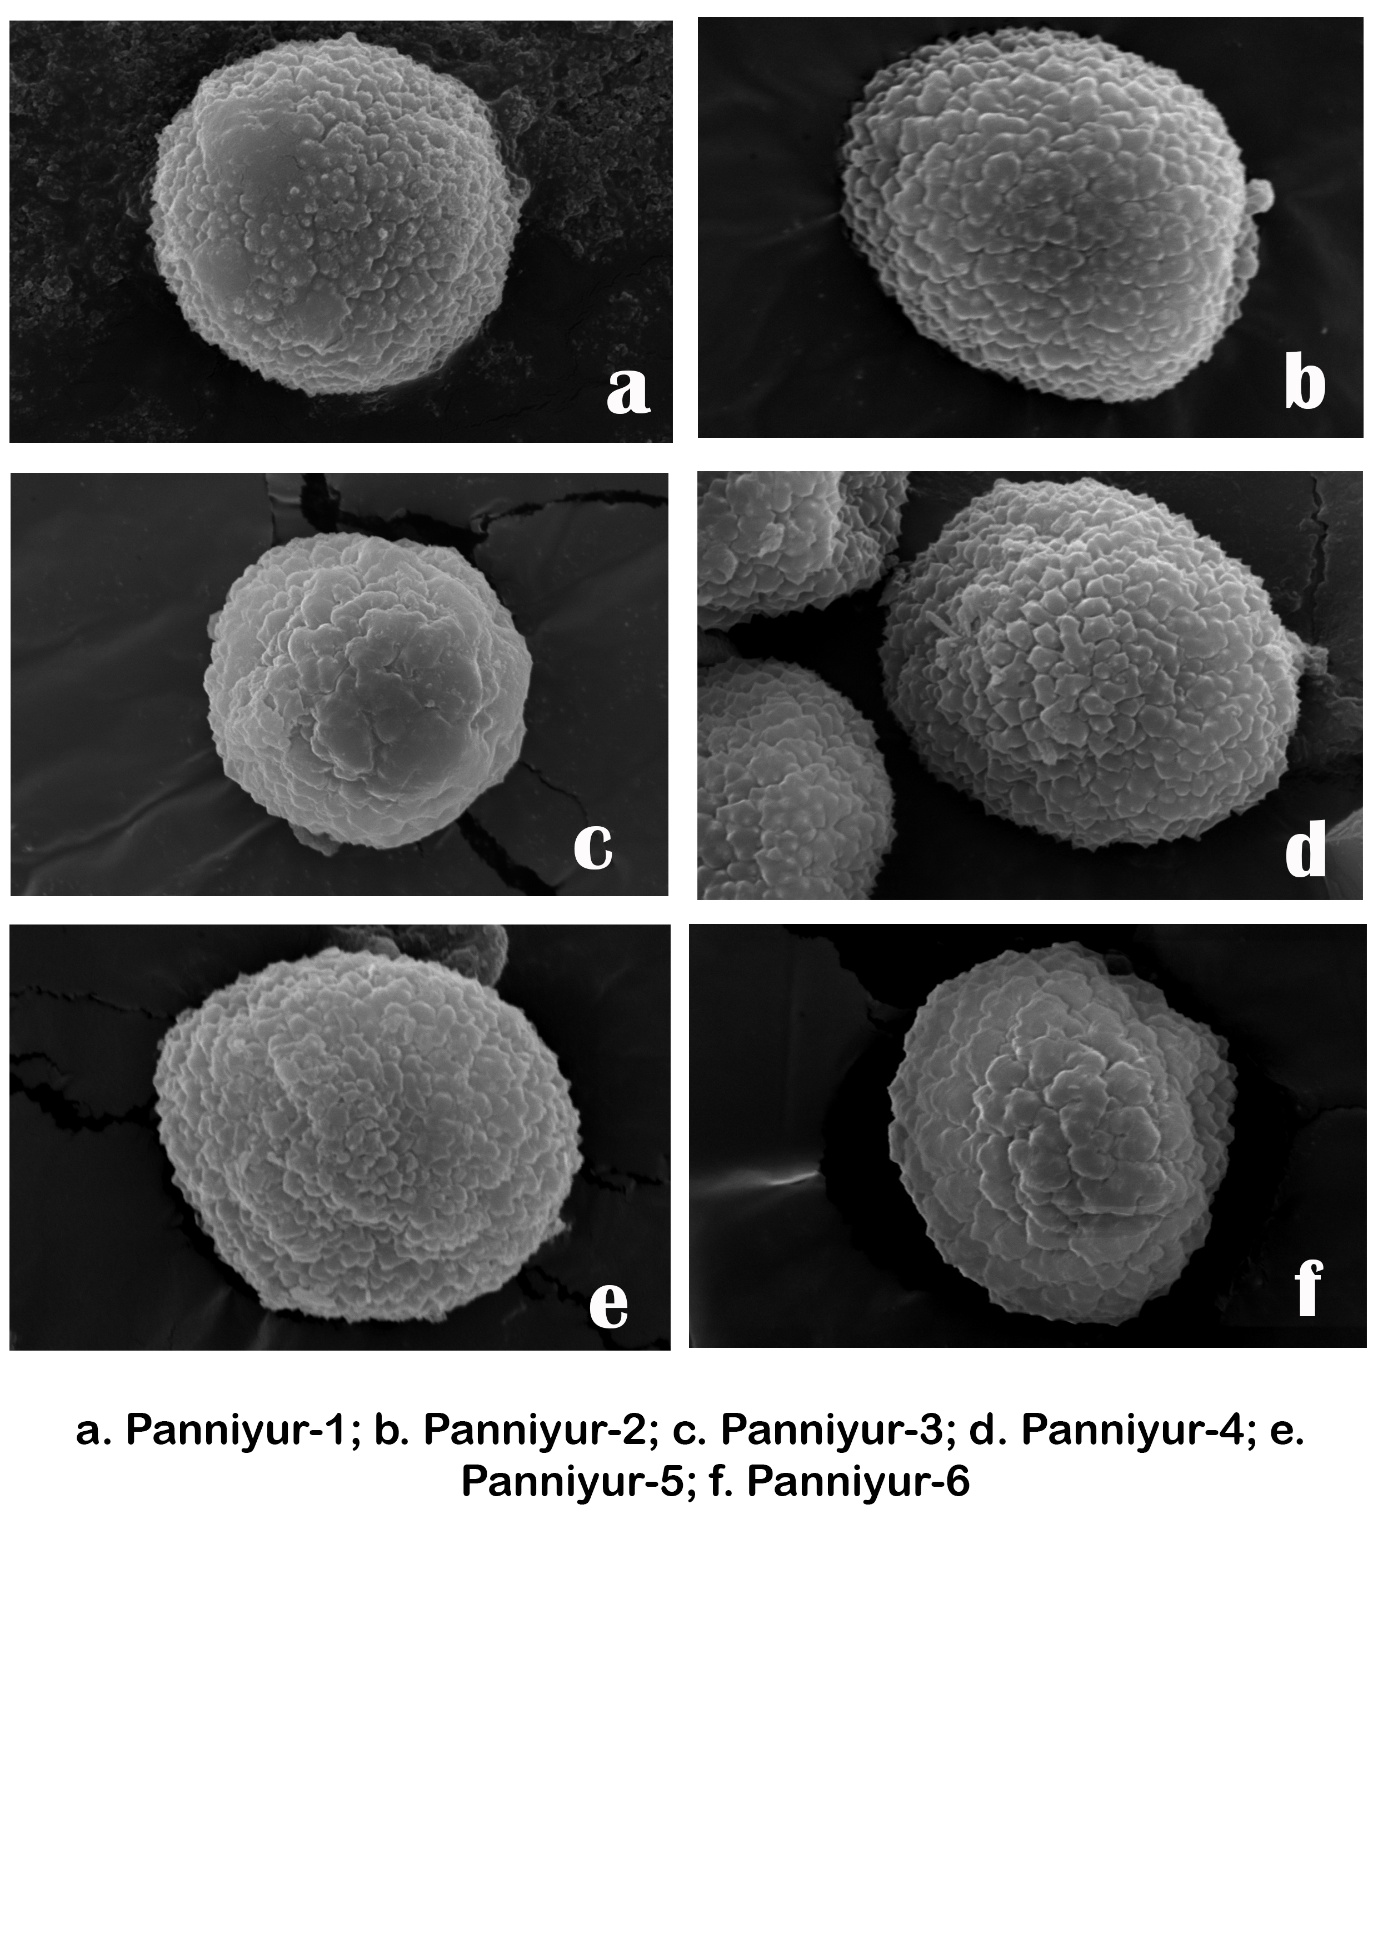 a
b
c
d
e
f
a. Panniyur-1; b. Panniyur-2; c. Panniyur-3; d. Panniyur-4; e.
Panniyur-5; f. Panniyur-6